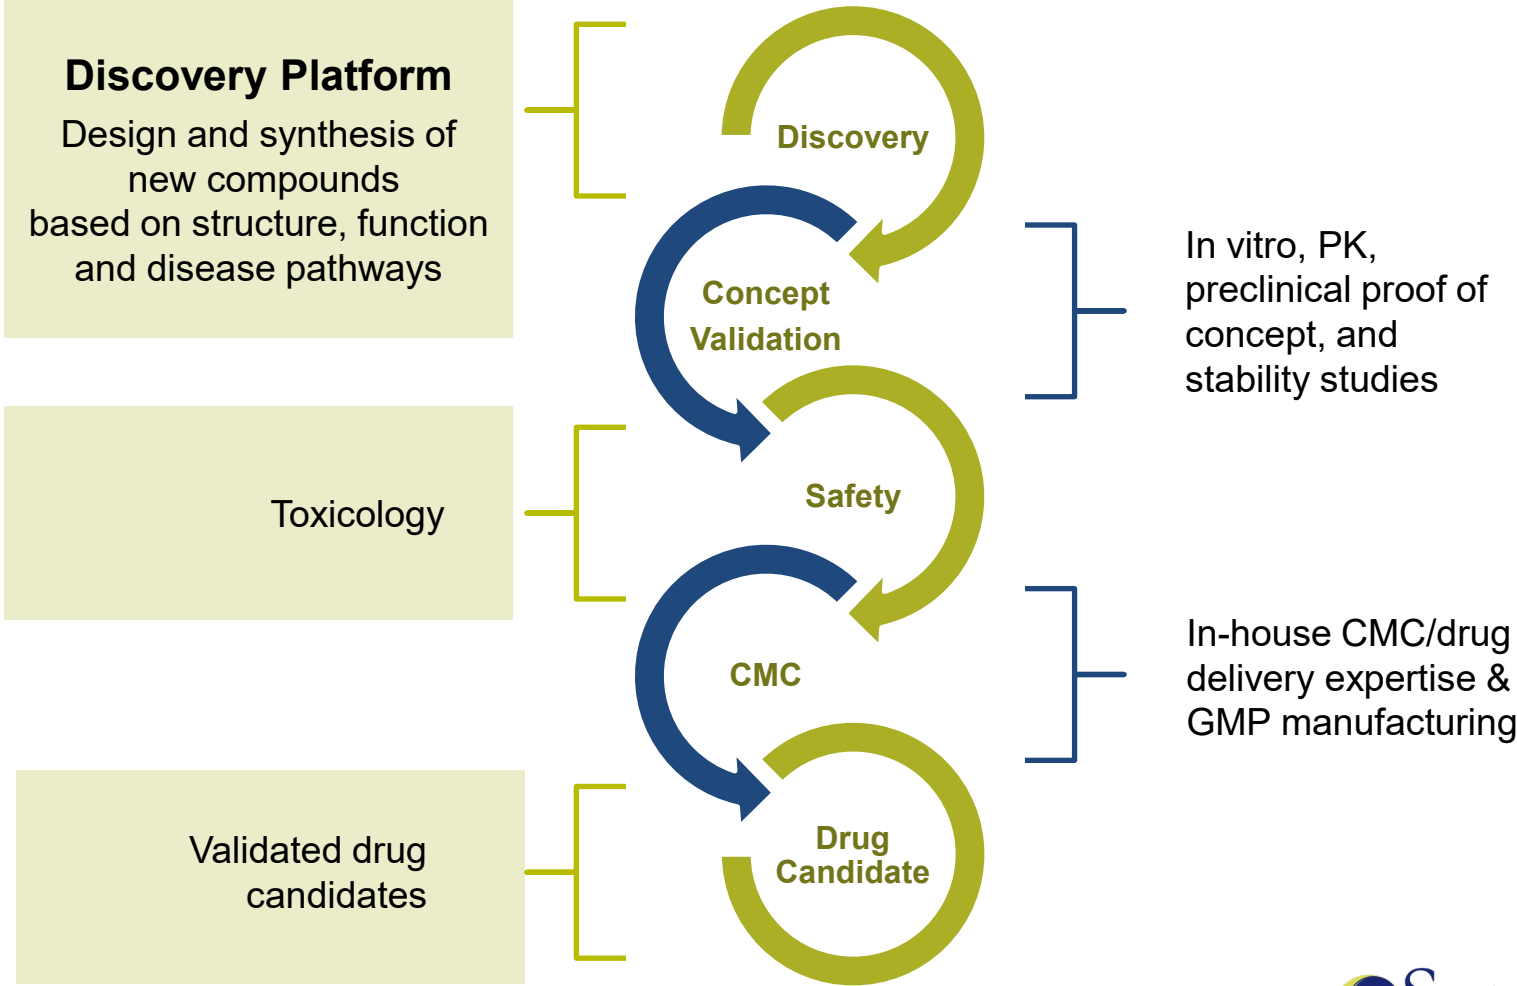 Discovery Platform
Design and synthesis of
new compounds
based on structure, function
and disease pathways
Discovery
Concept
Validation
In vitro, PK,
preclinical proof of
concept, and
stability studies
Toxicology
Safety
CMC
In-house CMC/drug
delivery expertise &
GMP manufacturing
Validated drug
candidates
Drug
Candidate